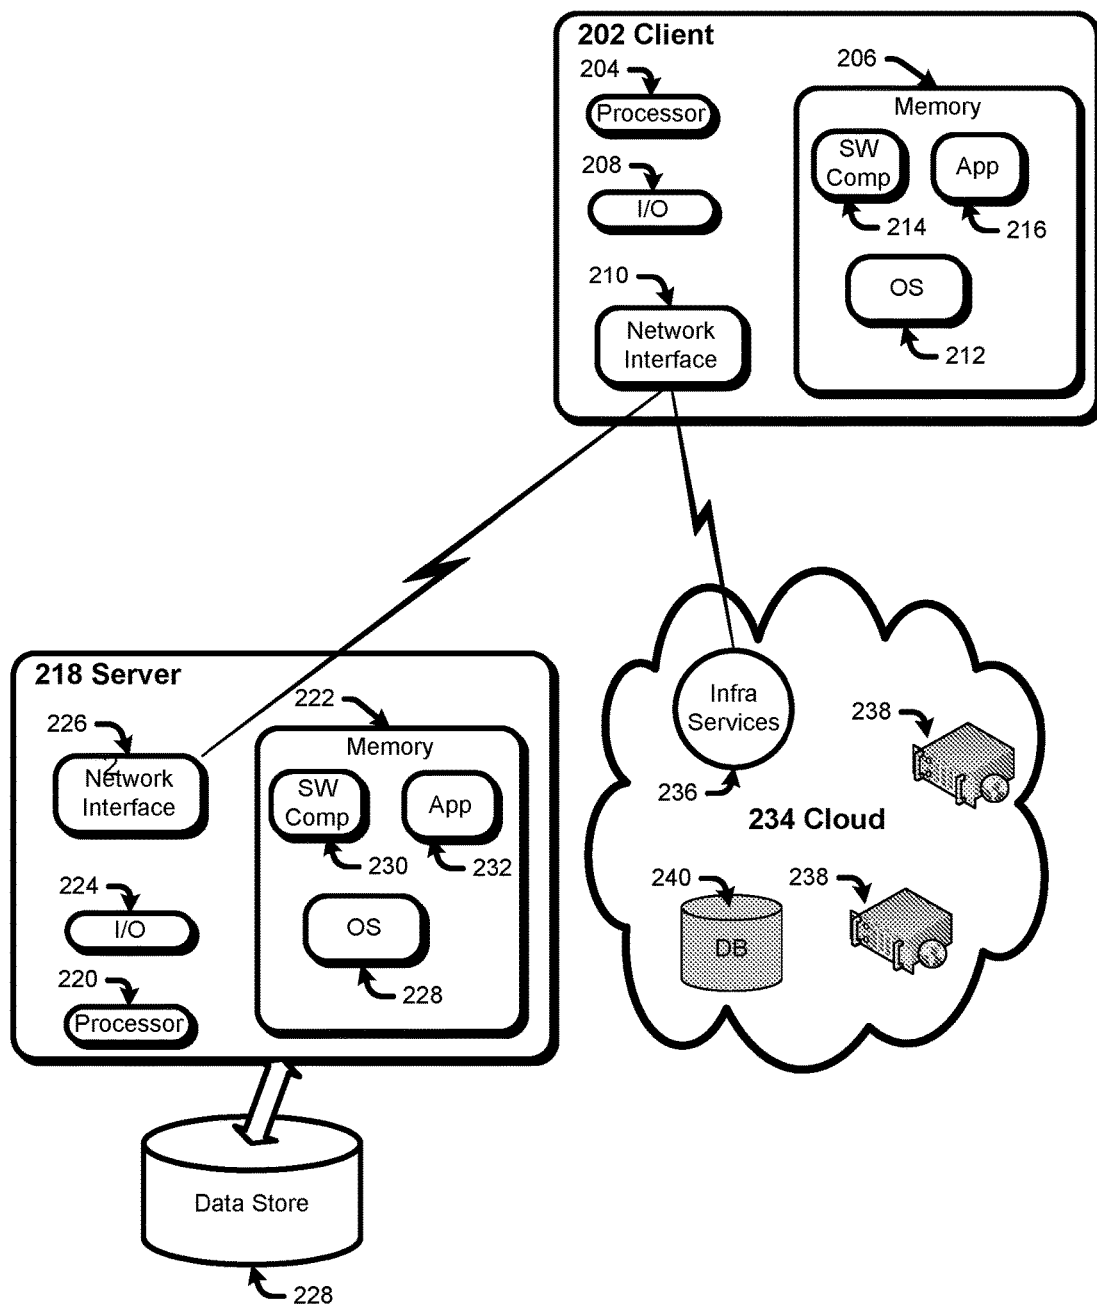 202 Client
204
Processor
208
I/O
210
Network
Interface
206
Memory
SW
Comp
214
App
216
OS
212
218 Server
226
2
Network
Interface
224
I/O
220
Processor
222
Memory
SW
Comp
230
App
232
OS
228
Data Store
228
Infra
Services
236
238
234 Cloud
240
DB
238